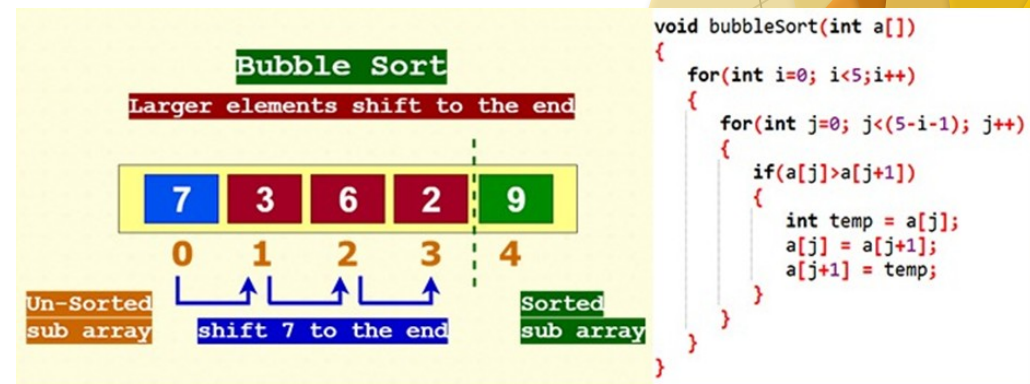 Bubble Sort
Larger elements shift to the end
7 3 6 2 9
0 1 2 3 4
Un-Sorted
sub array
shift 7 to the end
Sorted
sub array
void bubbleSort(int a[])
{
for(int i=0; i<5;i++)
{
for(int j=0; j<(5-i-1); j++)
{
if(a[j]>a[j+1])
{
int temp = a[j];
a[j] = a[j+1];
a[j+1] = temp;
}
}
}
}